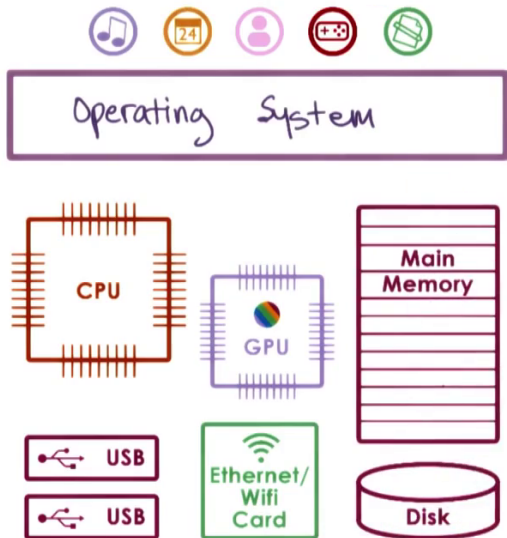 24
Operating System
CPU
GPU
Main
Memory
USB
USB
Ethernet/
Wifi
Card
Disk